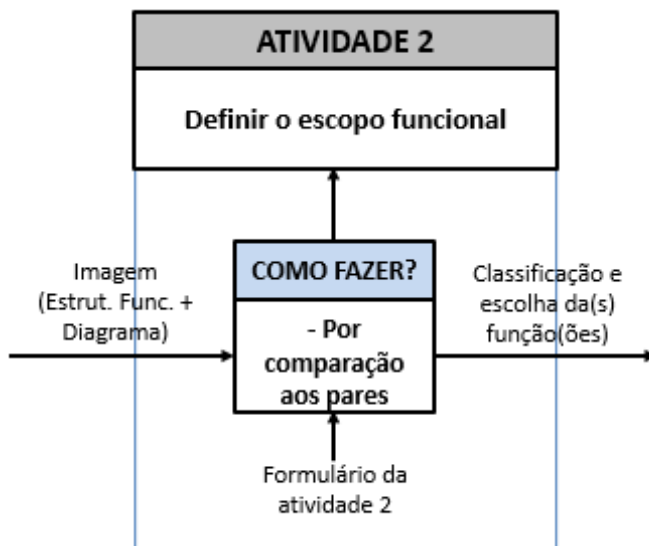 ATIVIDADE 2
Definir o escopo funcional
Imagem
(Estrut. Func. +
Diagrama)
COMO FAZER?
- Por
comparação
aos pares
Classificação e
escolha da(s)
função(ões)
Formulário da
atividade 2